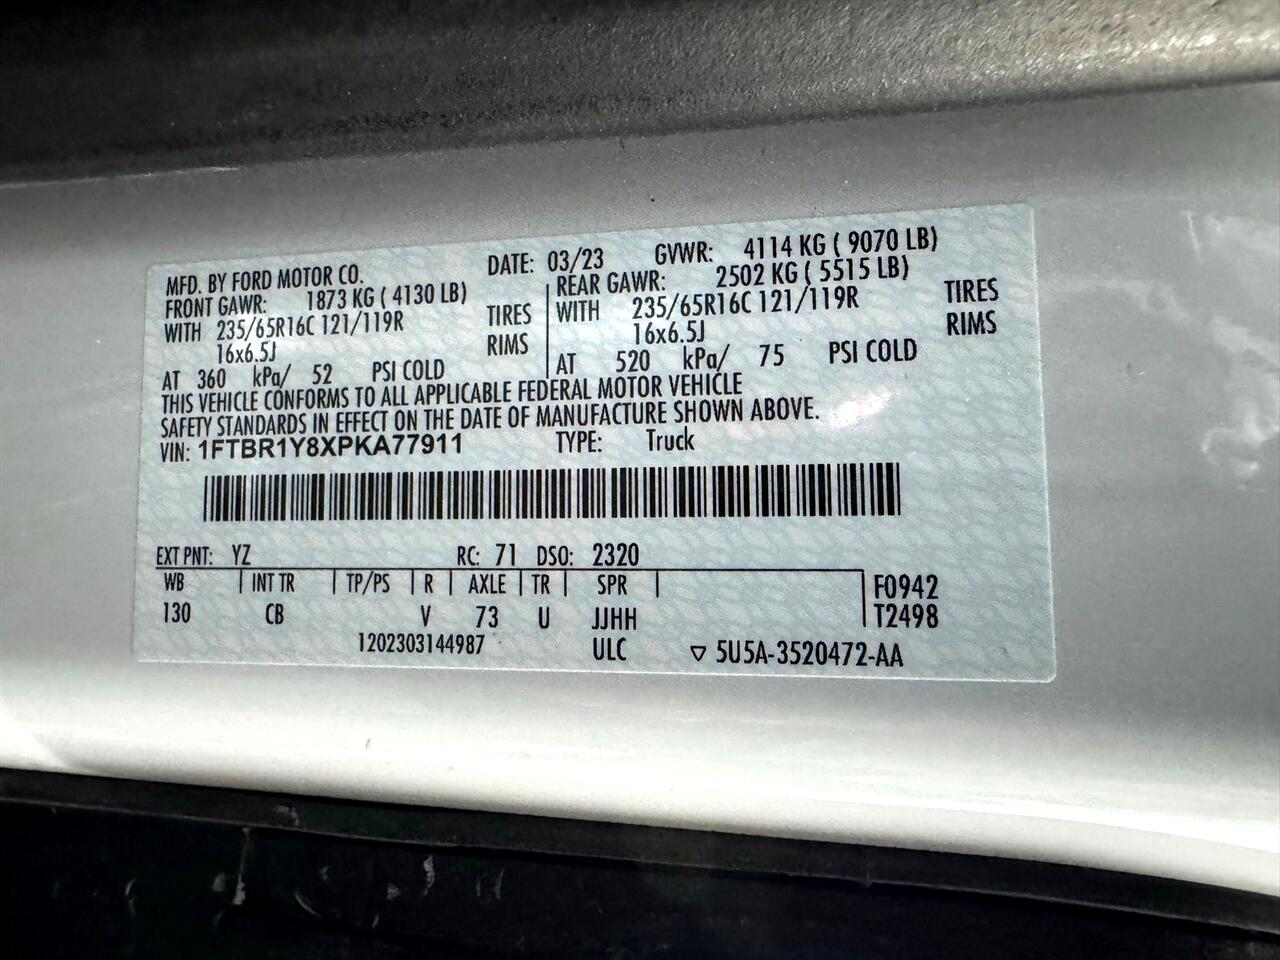 MFD. BY FORD MOTOR CO. DATE: 03/23 GVWR: 4114 KG ( 9070 LB)
FRONT GAWR: 1873 KG ( 4130 LB) REAR GAWR: 2502 KG ( 5515 LB)
WITH 235/65R16C 121/119R TIRES WITH 235/65R16C 121/119R TIRES
16x6.5J RIMS 16x6.5J RIMS
AT 360 kPa/ 52 PSI COLD AT 520 kPa/ 75 PSI COLD
THIS VEHICLE CONFORMS TO ALL APPLICABLE FEDERAL MOTOR VEHICLE
SAFETY STANDARDS IN EFFECT ON THE DATE OF MANUFACTURE SHOWN ABOVE.
VIN: 1FTBR1Y8XPKA77911 TYPE: Truck
EXT PNT: YZ RC: 71 DSO: 2320
WB INT TR TP/PS R AXLE TR SPR F0942
130 CB V 73 U JJHH T2498
1202303144987 ULC ▽ 5U5A-3520472-AA